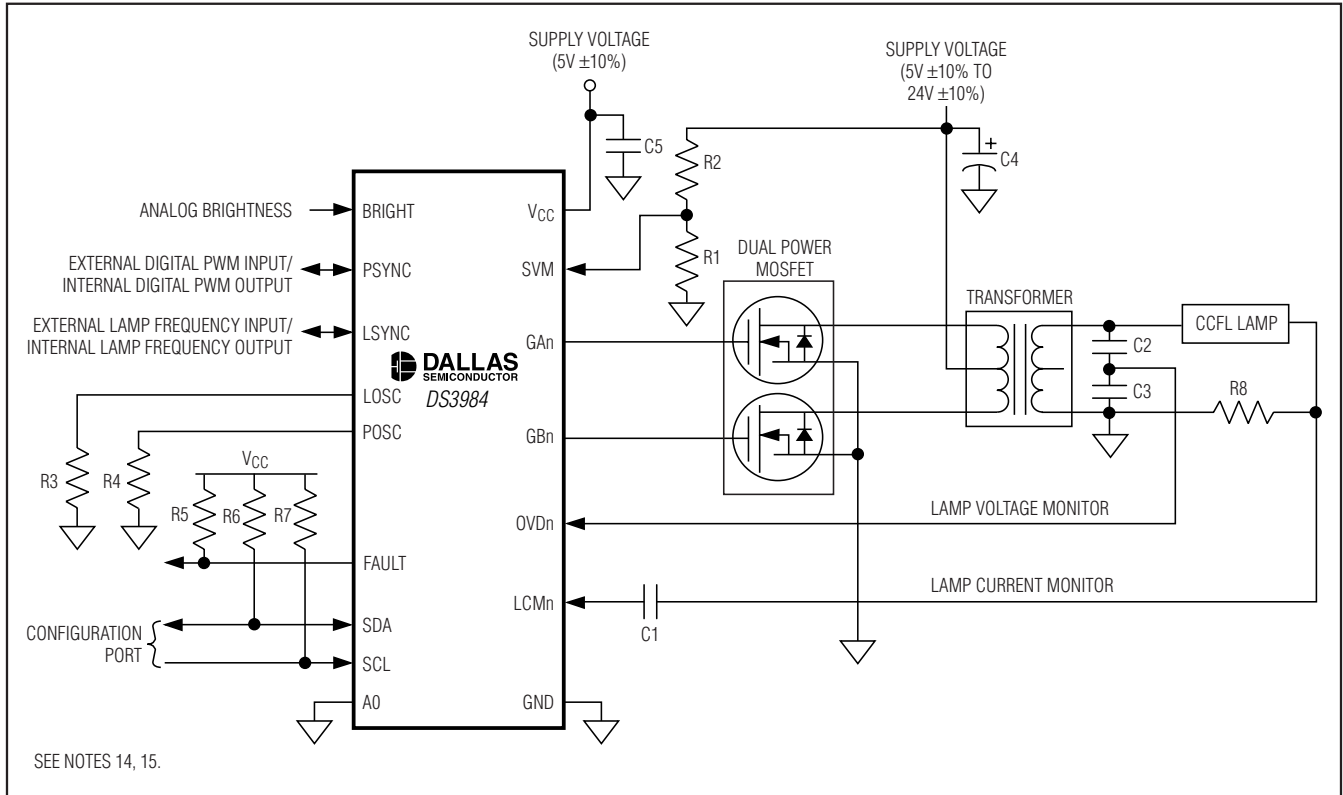 SUPPLY VOLTAGE
(5V ±10%)
SUPPLY VOLTAGE
(5V ±10% TO
24V ±10%)
C5
R2
+
C4
ANALOG BRIGHTNESS
BRIGHT
VCC
R1
DUAL POWER
MOSFET
EXTERNAL DIGITAL PWM INPUT/
INTERNAL DIGITAL PWM OUTPUT
PSYNC
SVM
TRANSFORMER
CCFL LAMP
EXTERNAL LAMP FREQUENCY INPUT/
INTERNAL LAMP FREQUENCY OUTPUT
LSYNC
GAn
C2
DALLAS
SEMICONDUCTOR
DS3984
C3
R8
LOSC
POSC
GBn
R3
R4
VCC
R5
R6
R7
OVDn
LAMP VOLTAGE MONITOR
FAULT
LCMn
C1
LAMP CURRENT MONITOR
CONFIGURATION
PORT
SDA
SCL
A0
GND
SEE NOTES 14, 15.